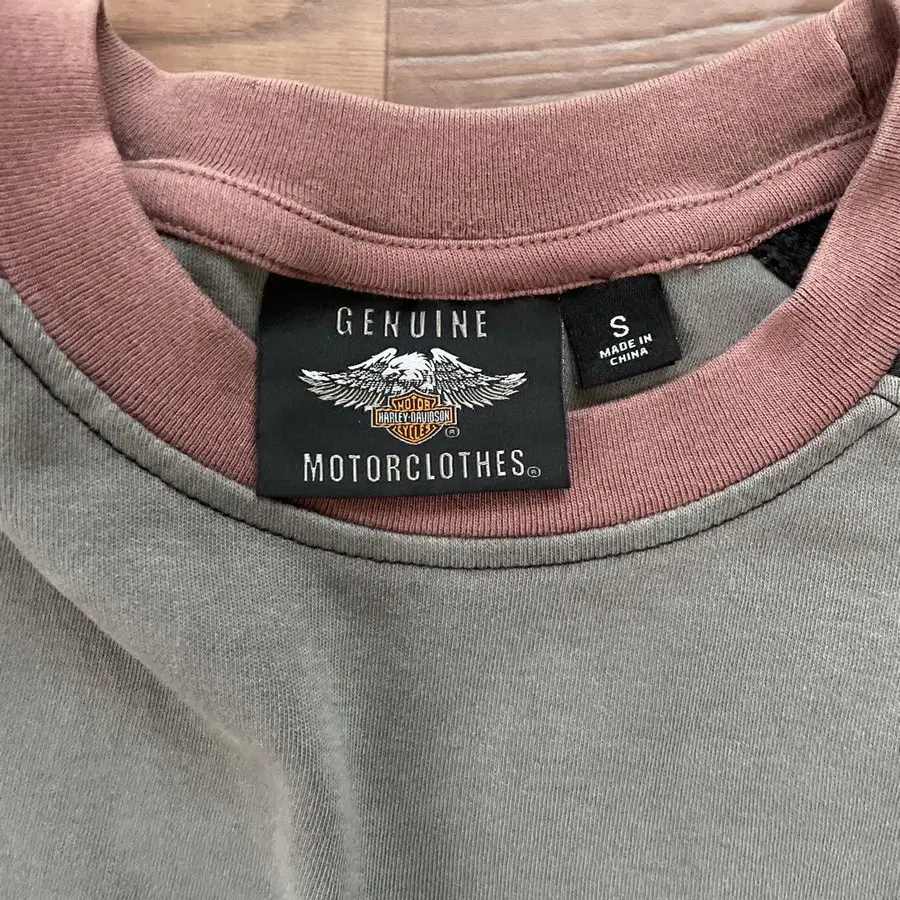 GENUINE
MOTOR
HARLEY-DAVIDSON
CYCLES
®
MOTORCLOTHES®
S
MADE IN
CHINA